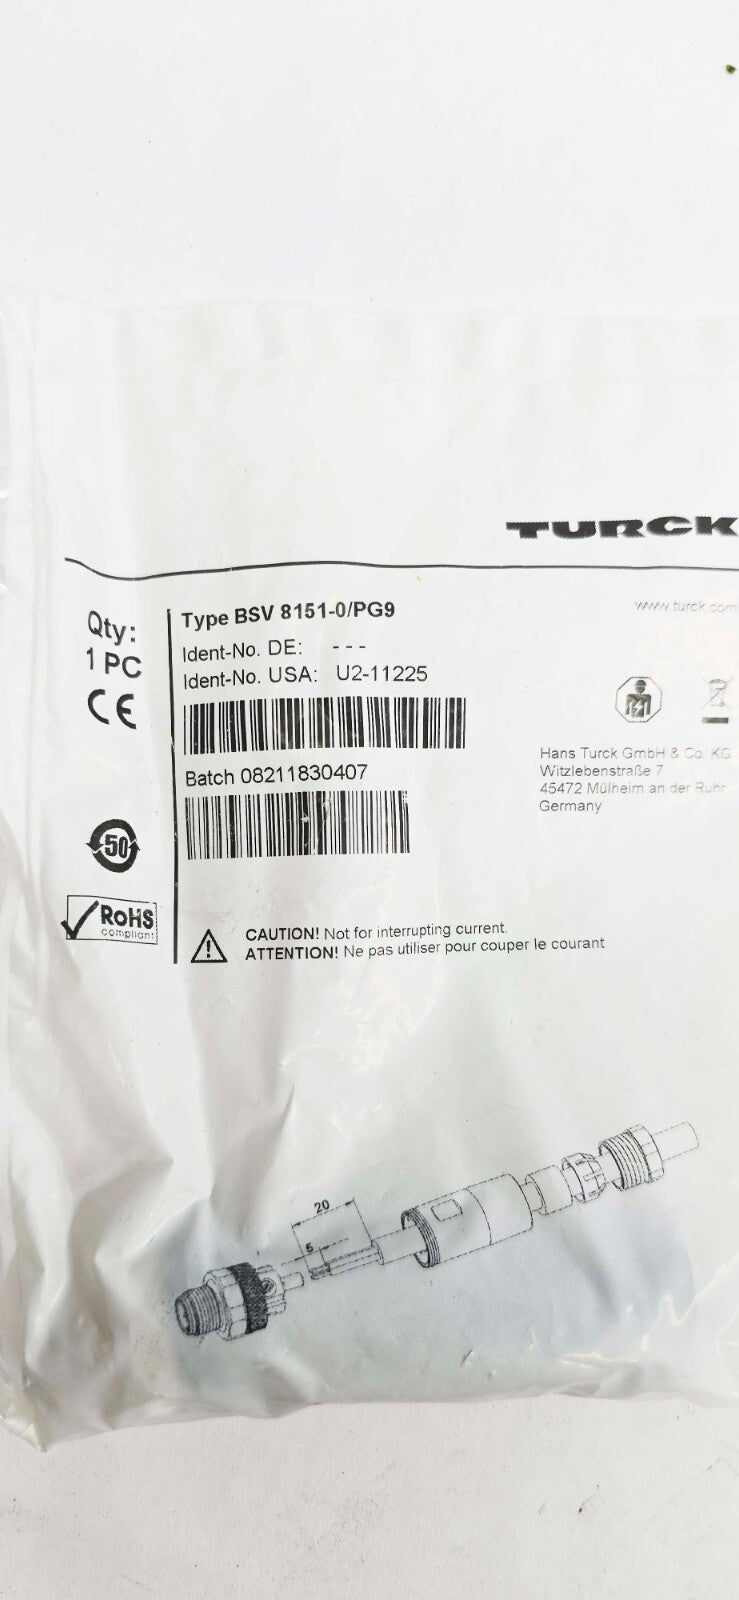 TURCK
www.turck.com
Qty:
1 PC
CE
Type BSV 8151-0/PG9
Ident-No. DE: ---
Ident-No. USA: U2-11225
Batch 08211830407
Hans Turck GmbH & Co. KG
Witzlebenstraße 7
45472 Mülheim an der Ruhr
Germany
50
RoHS
compliant
CAUTION! Not for interrupting current.
ATTENTION! Ne pas utiliser pour couper le courant
20
5